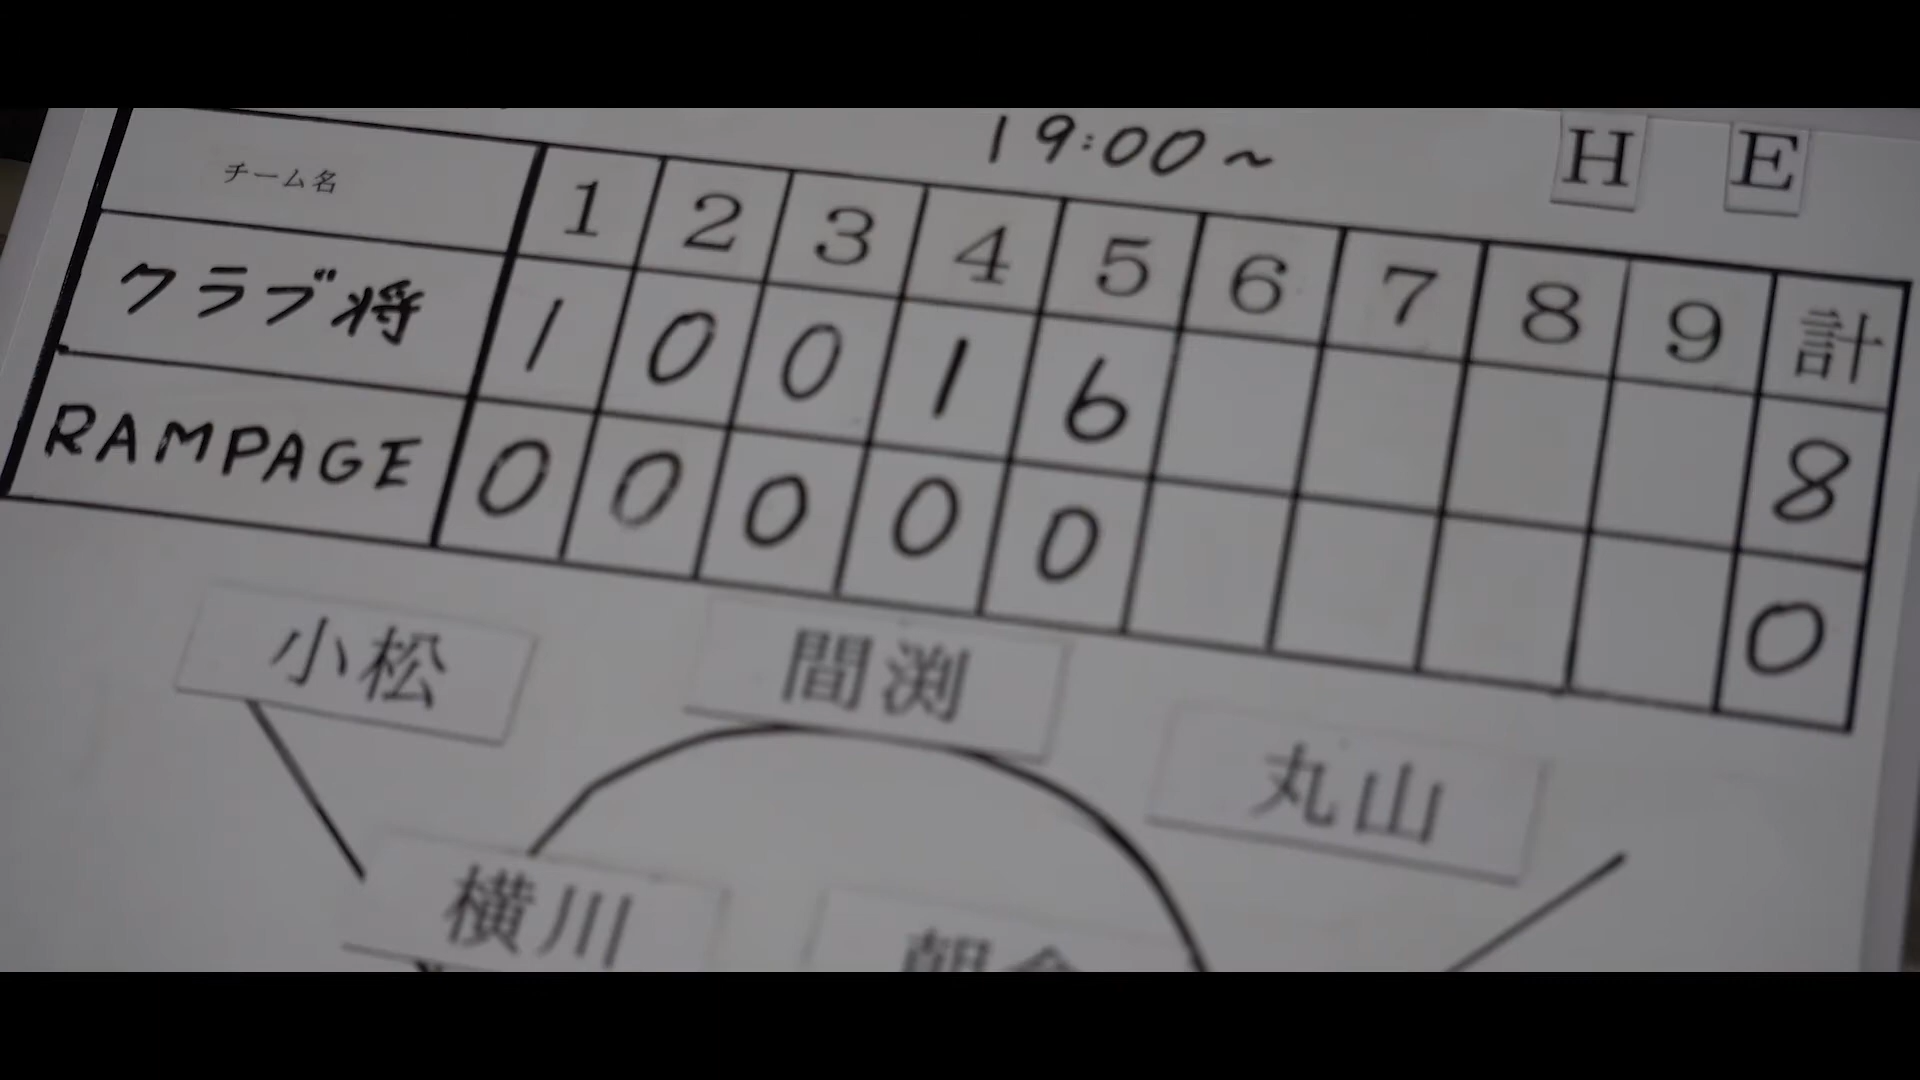 19:00～ H E
チーム名 1 2 3 4 5 6 7 8 9 計
クラブ将 1 0 0 1 6 8
RAMPAGE 0 0 0 0 0 0
小松 間渕 丸山
横川